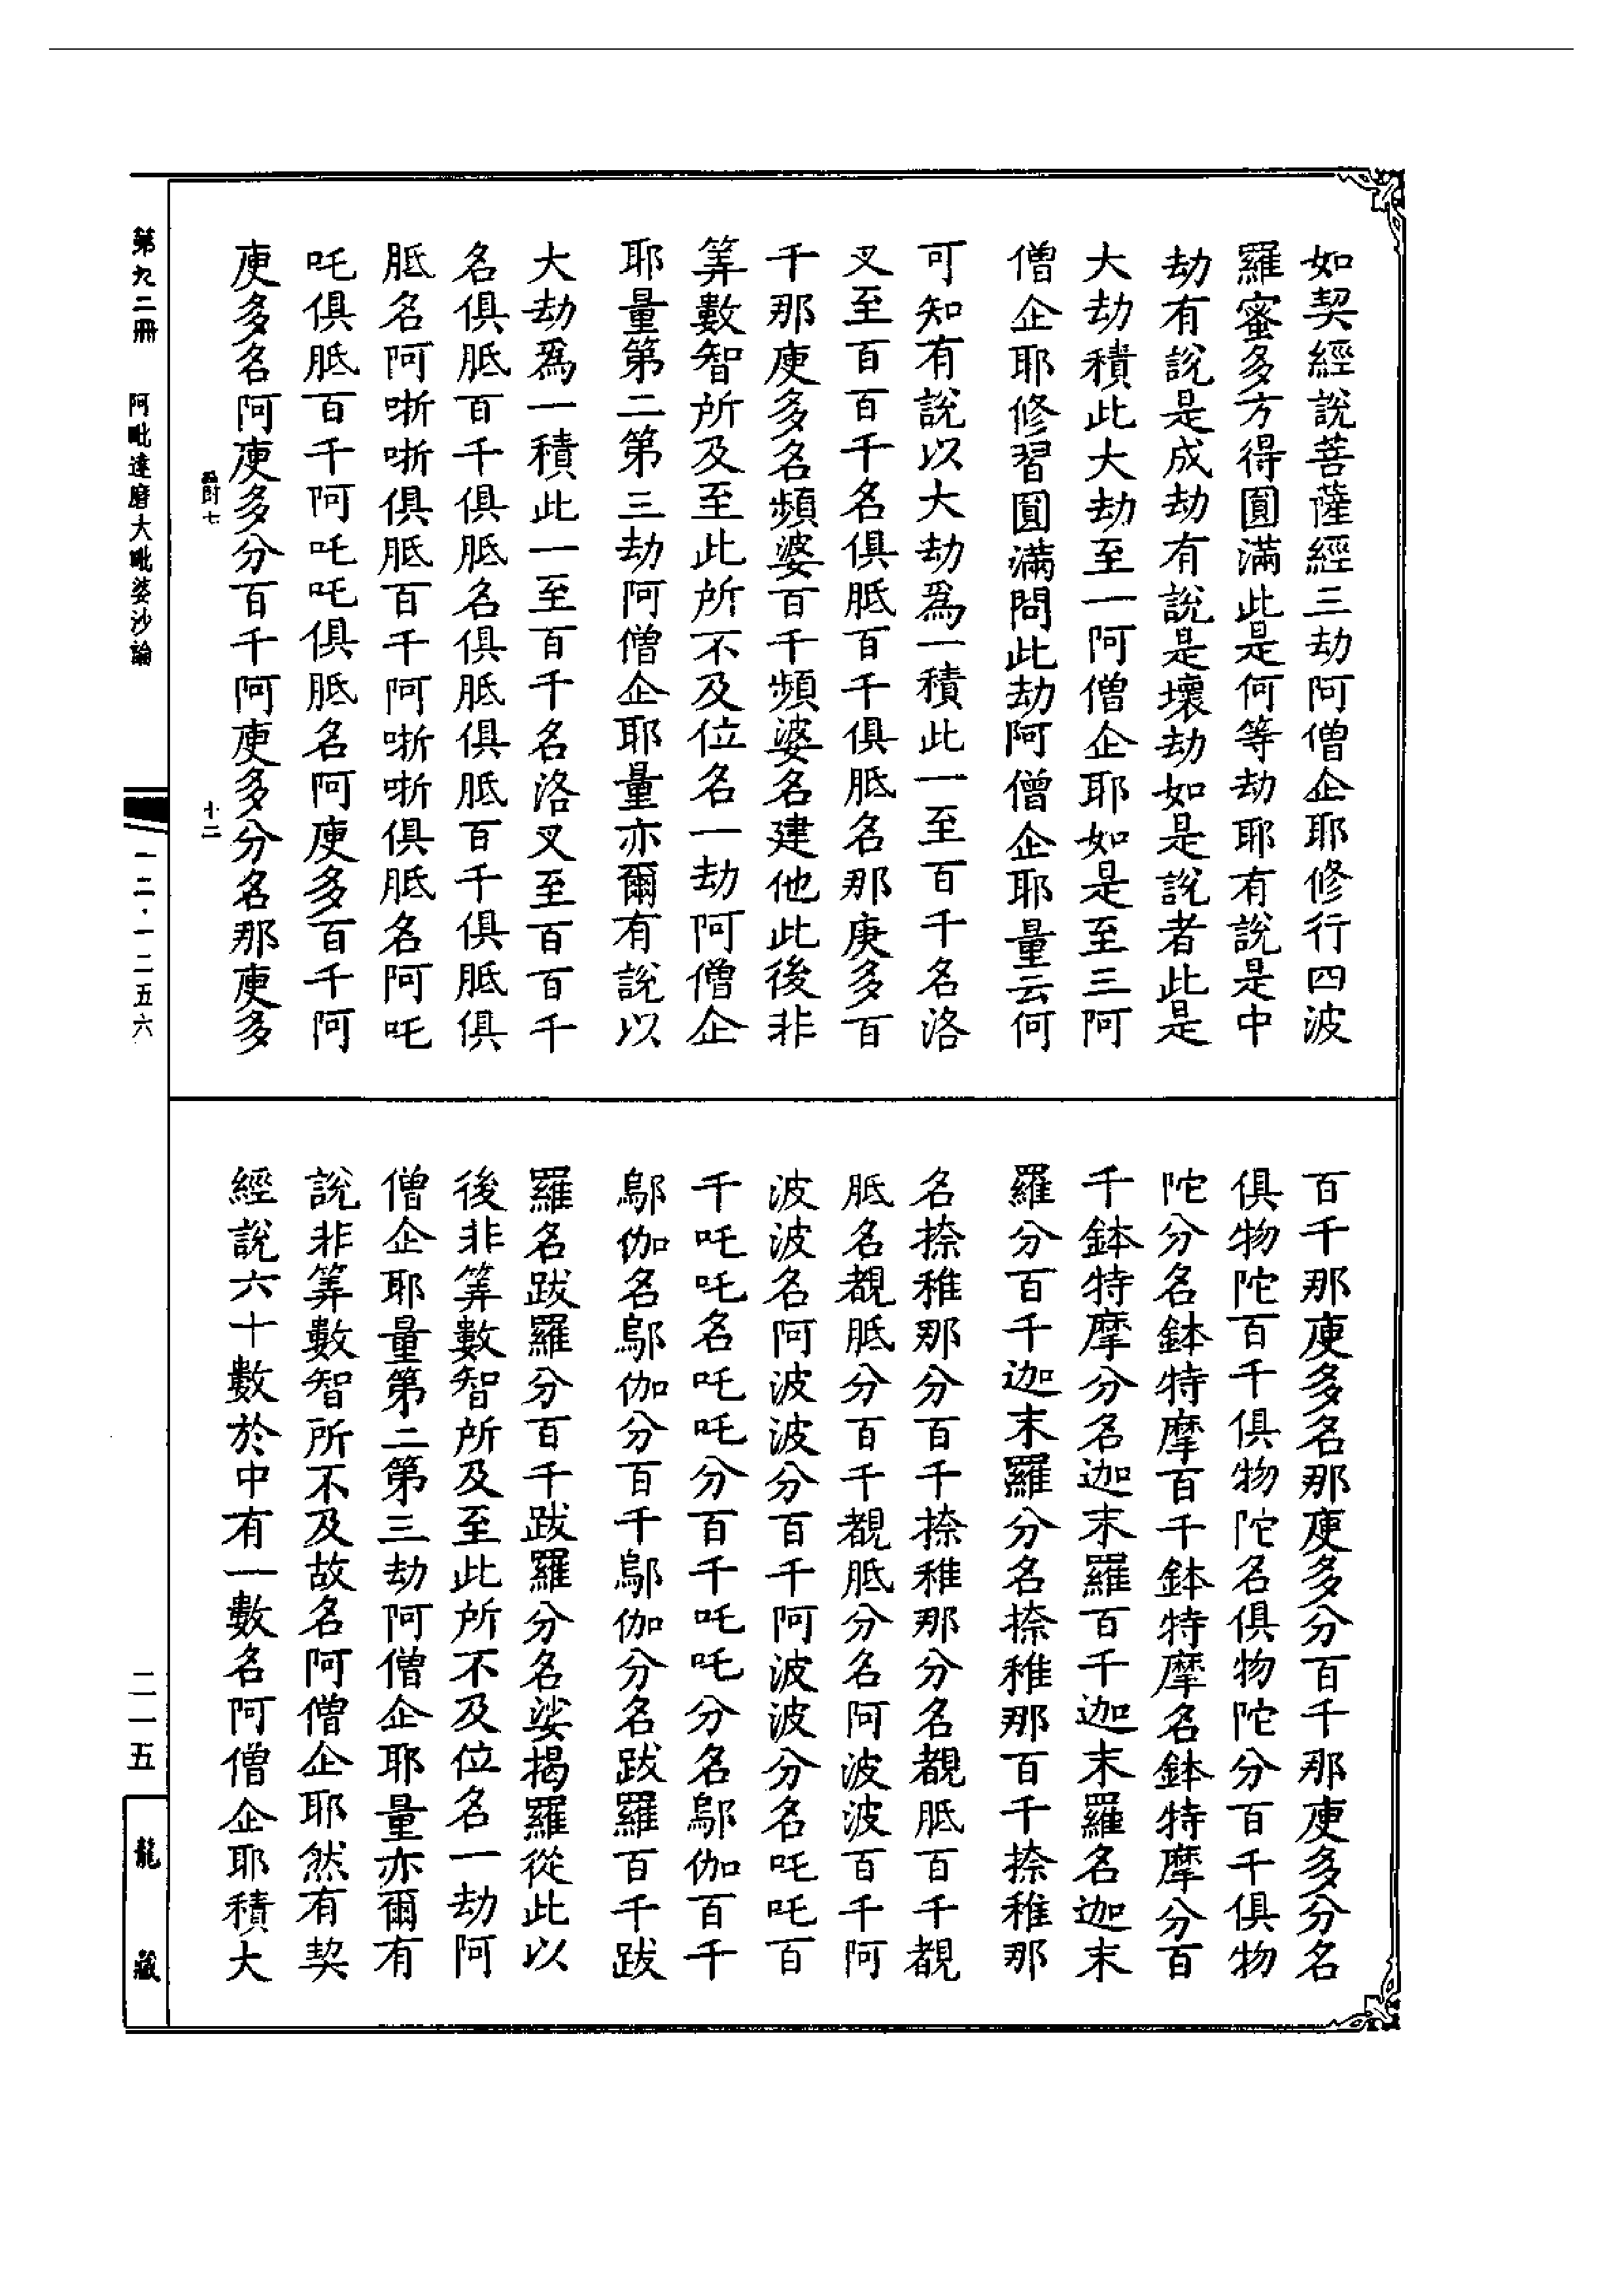 如契經說菩薩經三劫阿僧企耶修行四波
羅蜜多方得圓滿此是何等劫耶有說是中
劫有說是成劫有說是壞劫如是說者此是
大劫積此大劫至一阿僧企耶如是至三阿
僧企耶修習圓滿問此劫阿僧企耶量云何
可知有說以大劫爲一積此一至百千名洛
叉至百百千名俱胝百千俱胝名那庾多百
千那庾多名頻婆百千頻婆名建他此後非
筭數智所及至此所不及位名一劫阿僧企
耶量第二第三劫阿僧企耶量亦爾有說以
大劫爲一積此一至百千名洛叉至百百千
名俱胝百千俱胝名俱胝俱胝百千俱胝俱
胝名阿哳哳俱胝百千阿哳哳俱胝名阿吒
吒俱胝百千阿吒吒俱胝名阿庾多百千阿
庾多名阿庾多分百千阿庾多分名那庾多
爵七
十二
百千那庾多名那庾多分百千那庾多分名
俱物陀百千俱物陀名俱物陀分百千俱物
陀分名鉢特摩百千鉢特摩名鉢特摩分百
千鉢特摩分名迦末羅百千迦末羅名迦末
羅分百千迦末羅分名捺稚那百千捺稚那
名捺稚那分百千捺稚那分名覩胝百千覩
胝名覩胝分百千覩胝分名阿波波百千阿
波波名阿波波分百千阿波波分名吒吒百
千吒吒名吒吒分百千吒吒分名鄔伽百千
鄔伽名鄔伽分百千鄔伽分名跋羅百千跋
羅名跋羅分百千跋羅分名娑揭羅從此以
後非筭數智所及至此所不及位名一劫阿
僧企耶量第二第三劫阿僧企耶量亦爾有
說非筭數智所不及故名阿僧企耶然有契
經說六十數於中有一數名阿僧企耶積大
第九二冊 阿毗達磨大毗婆沙論
一二·一二五六
二一五
龍藏